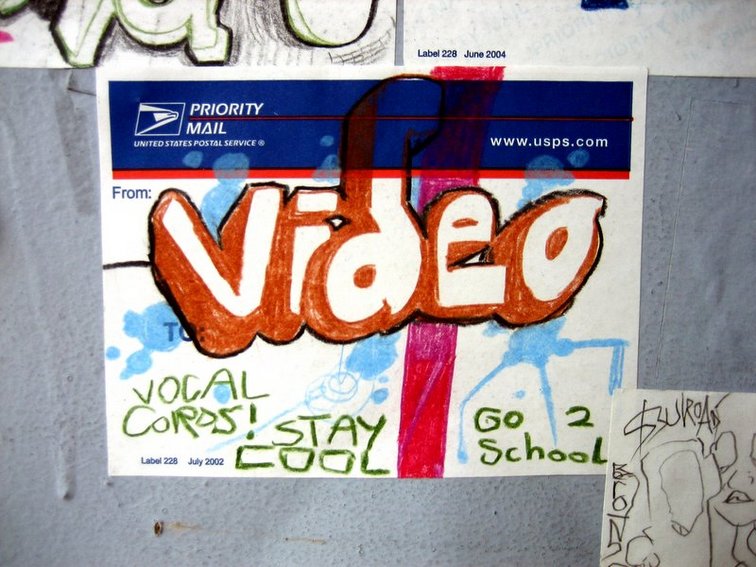 Label 228 June 2004
PRIORITY
MAIL
UNITED STATES POSTAL SERVICE ®
www.usps.com
From:
Video
TO:
VOCAL
CORDS!
STAY
COOL
GO 2
School
Label 228 July 2002